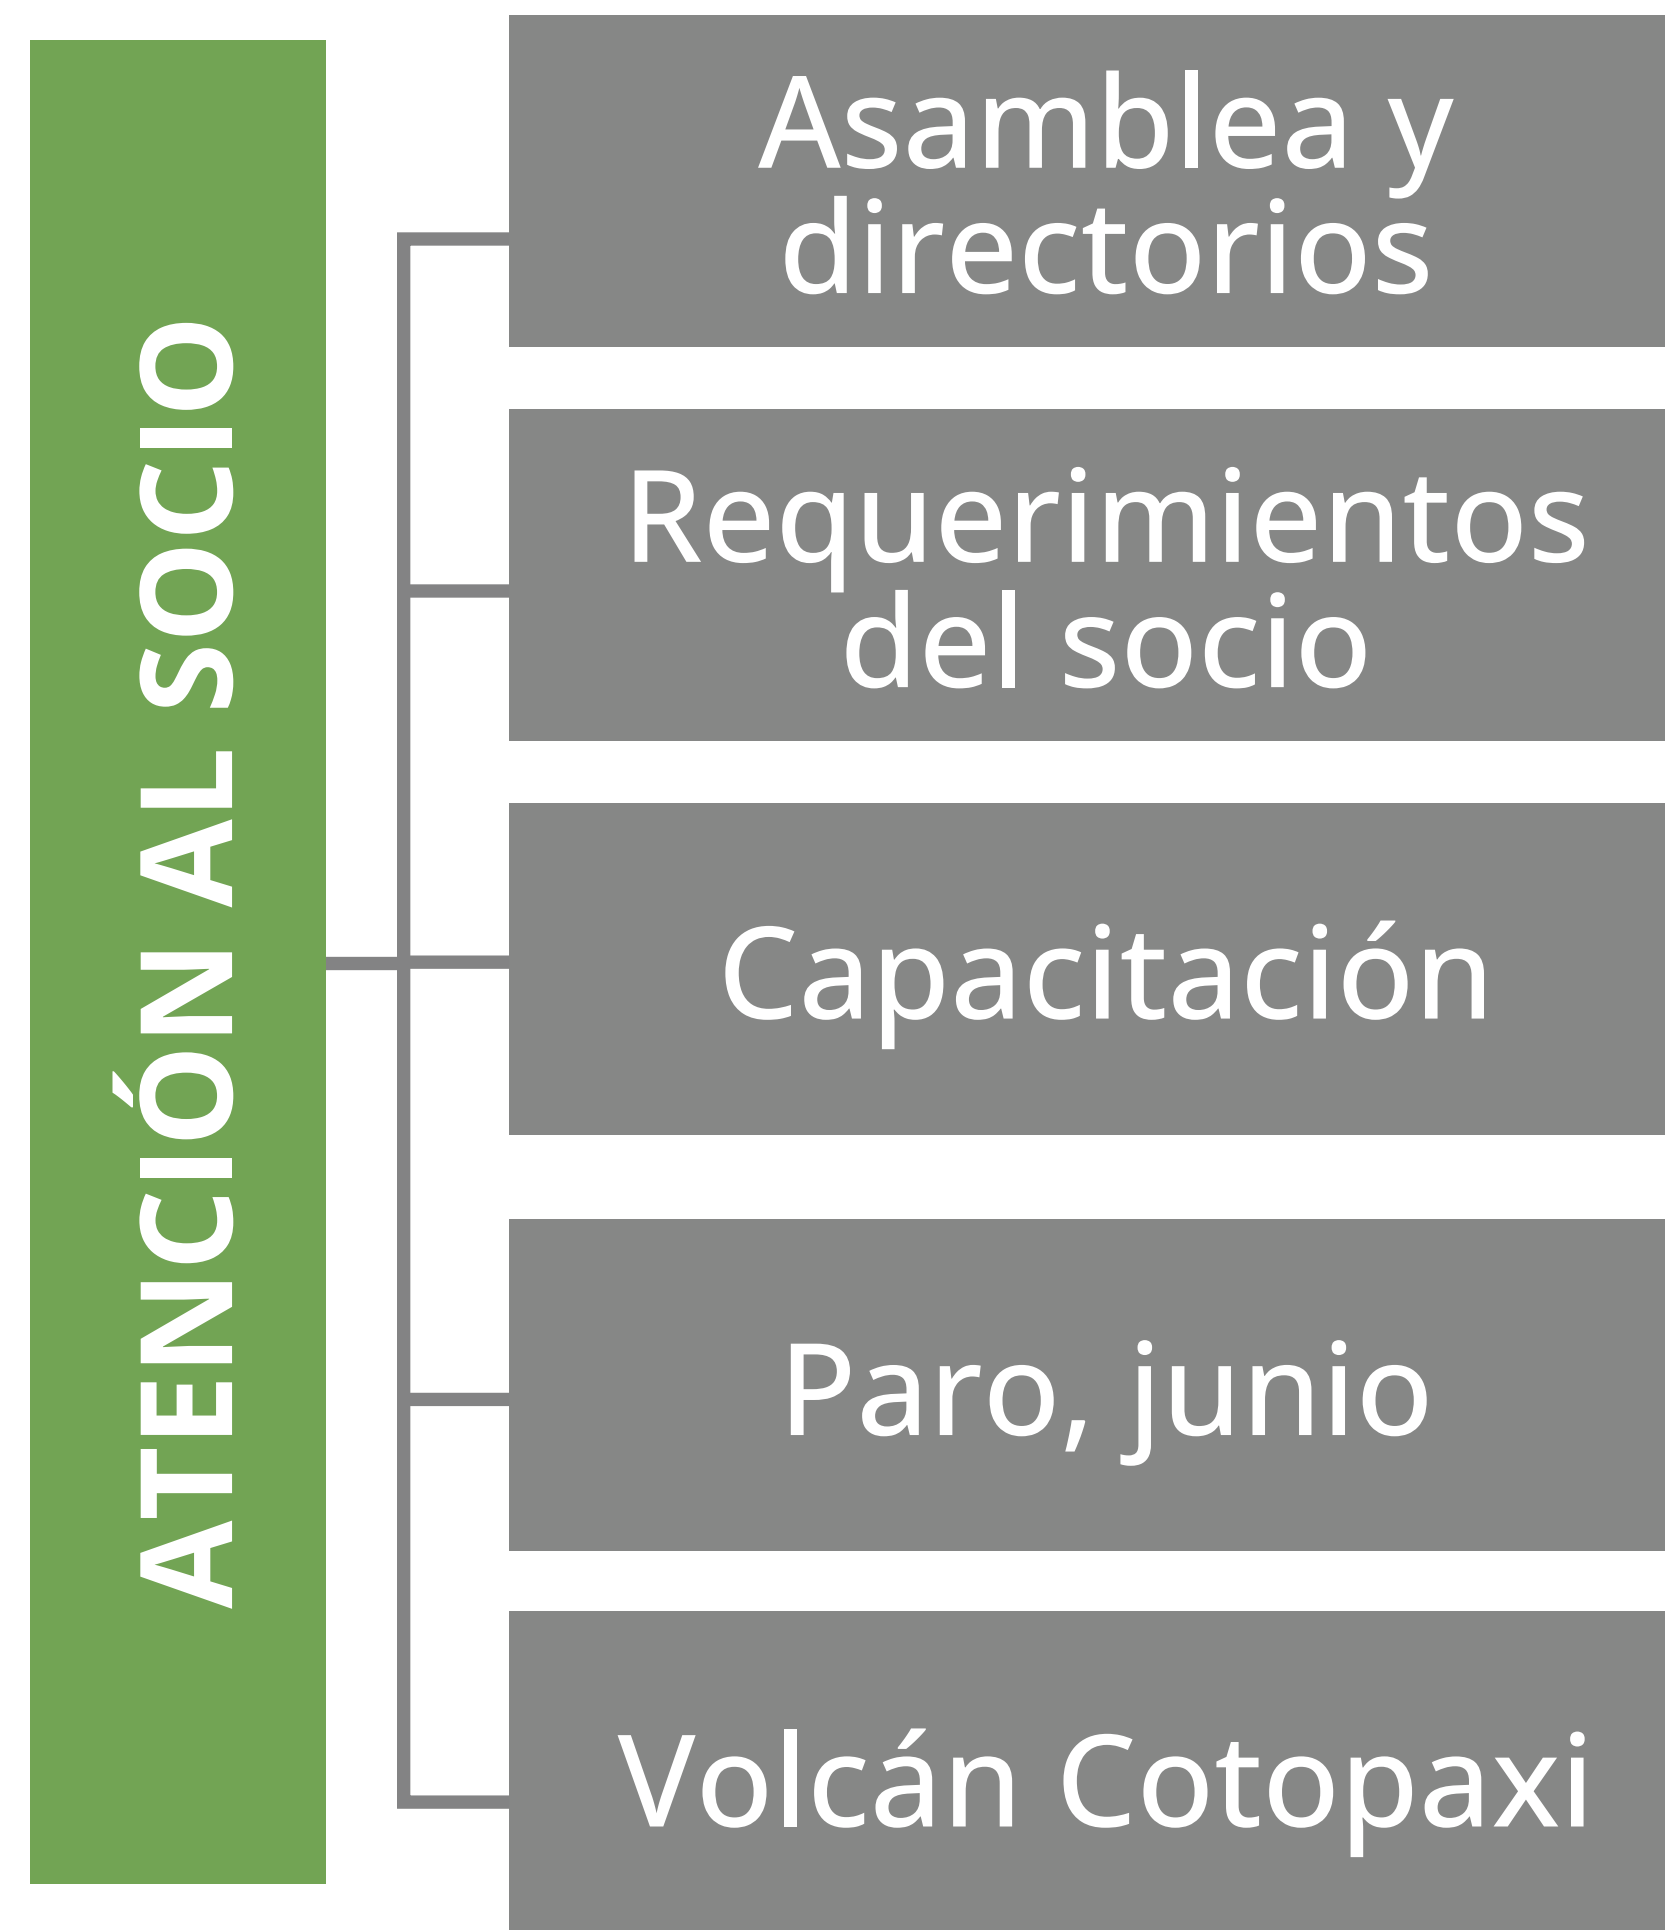 ATENCIÓN AL SOCIO
Asamblea y
directorios
Requerimientos
del socio
Capacitación
Paro, junio
Volcán Cotopaxi